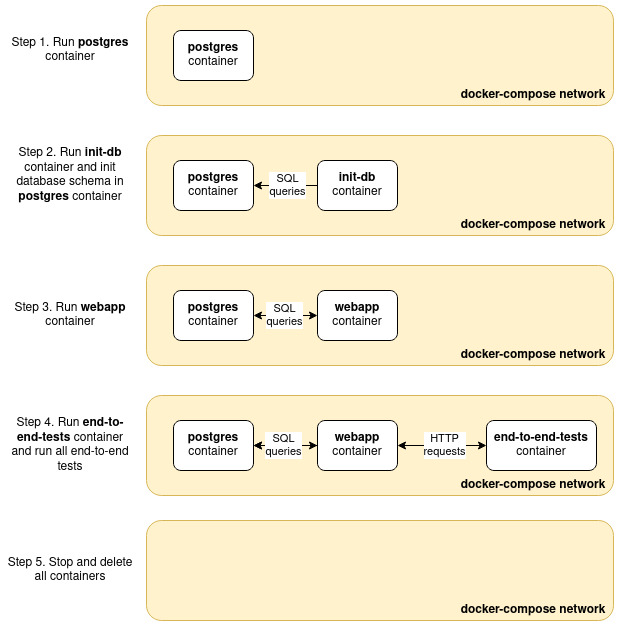 Step 1. Run postgres
container
postgres
container
docker-compose network
Step 2. Run init-db
container and init
database schema in
postgres container
postgres
container
SQL
queries
init-db
container
docker-compose network
Step 3. Run webapp
container
postgres
container
SQL
queries
webapp
container
docker-compose network
Step 4. Run end-to-
end-tests container
and run all end-to-end
tests
postgres
container
SQL
queries
webapp
container
HTTP
requests
end-to-end-tests
container
docker-compose network
Step 5. Stop and delete
all containers
docker-compose network